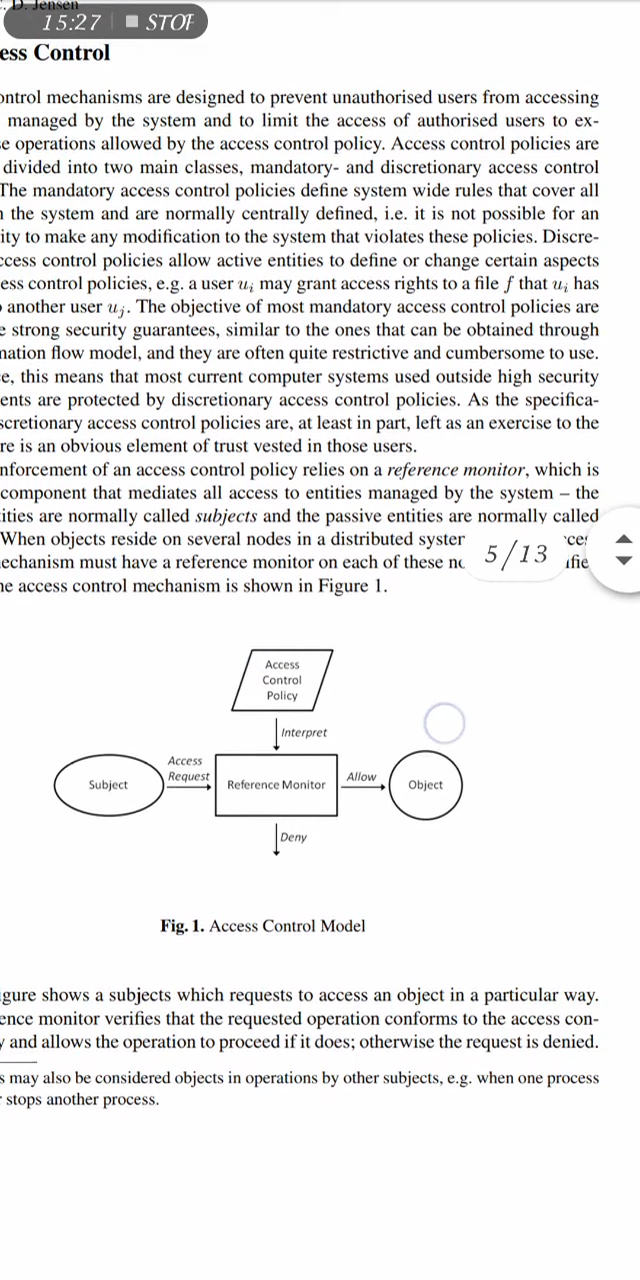 . D. Jensen
15:27 STOP
ess Control
ontrol mechanisms are designed to prevent unauthorised users from accessing
managed by the system and to limit the access of authorised users to ex-
e operations allowed by the access control policy. Access control policies are
divided into two main classes, mandatory- and discretionary access control
The mandatory access control policies define system wide rules that cover all
n the system and are normally centrally defined, i.e. it is not possible for an
ity to make any modification to the system that violates these policies. Discre-
ccess control policies allow active entities to define or change certain aspects
ess control policies, e.g. a user ui may grant access rights to a file f that ui has
another user uj. The objective of most mandatory access control policies are
e strong security guarantees, similar to the ones that can be obtained through
nation flow model, and they are often quite restrictive and cumbersome to use.
e, this means that most current computer systems used outside high security
ents are protected by discretionary access control policies. As the specifica-
scretionary access control policies are, at least in part, left as an exercise to the
re is an obvious element of trust vested in those users.
nforcement of an access control policy relies on a reference monitor, which is
component that mediates all access to entities managed by the system – the
ities are normally called subjects and the passive entities are normally called
When objects reside on several nodes in a distributed syster
echanism must have a reference monitor on each of these
5/13
he access control mechanism is shown in Figure 1.
Access
Control
Policy
Interpret
Access
Request
Subject
Reference Monitor
Allow
Object
Deny
Fig. 1. Access Control Model
igure shows a subjects which requests to access an object in a particular way.
ence monitor verifies that the requested operation conforms to the access con-
y and allows the operation to proceed if it does; otherwise the request is denied.
s may also be considered objects in operations by other subjects, e.g. when one process
r stops another process.